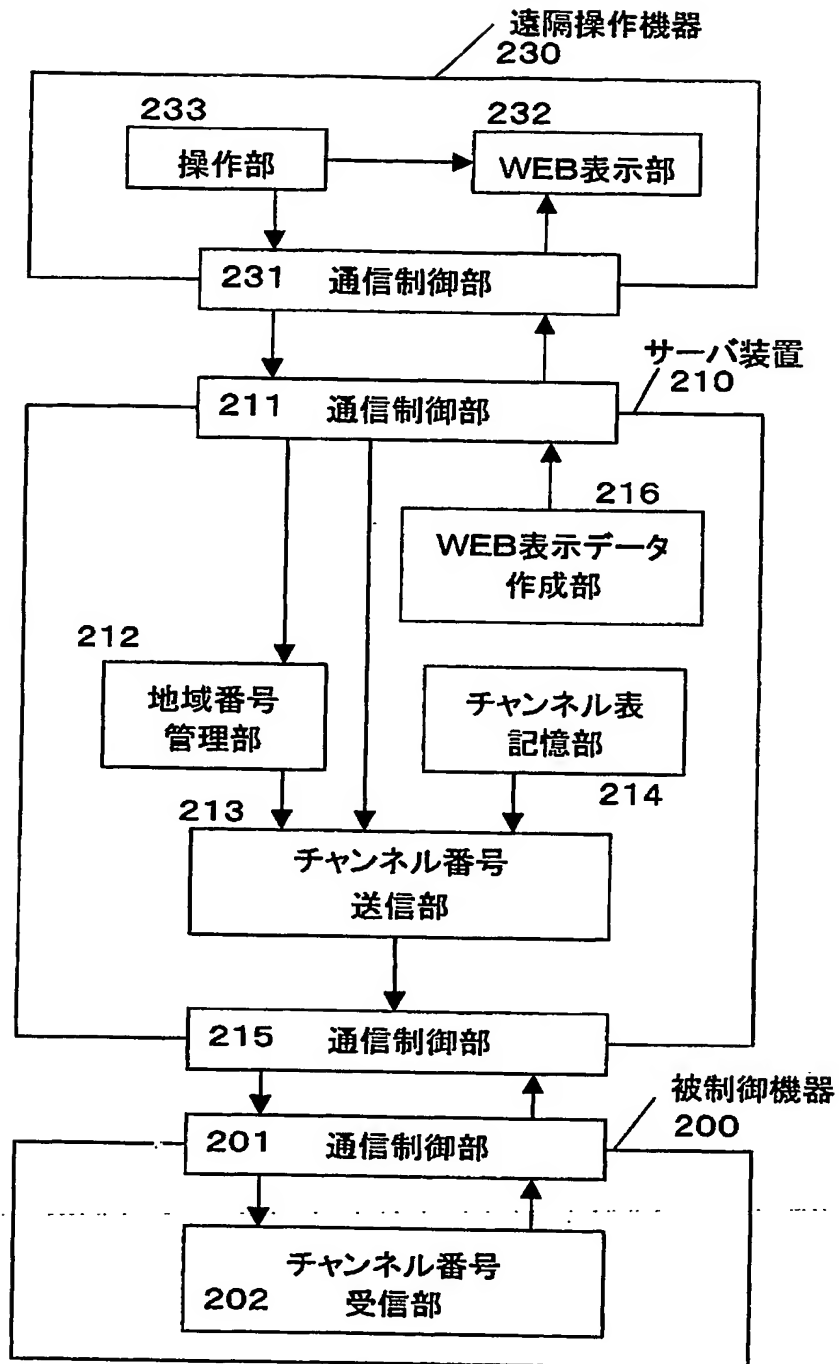 遠隔操作機器
230
233
232
操作部
WEB表示部
231 通信制御部
サーバ装置
210
211 通信制御部
216
WEB表示データ
作成部
212
地域番号
管理部
チャンネル表
記憶部
214
213
チャンネル番号
送信部
215 通信制御部
被制御機器
200
201 通信制御部
チャンネル番号
202 受信部